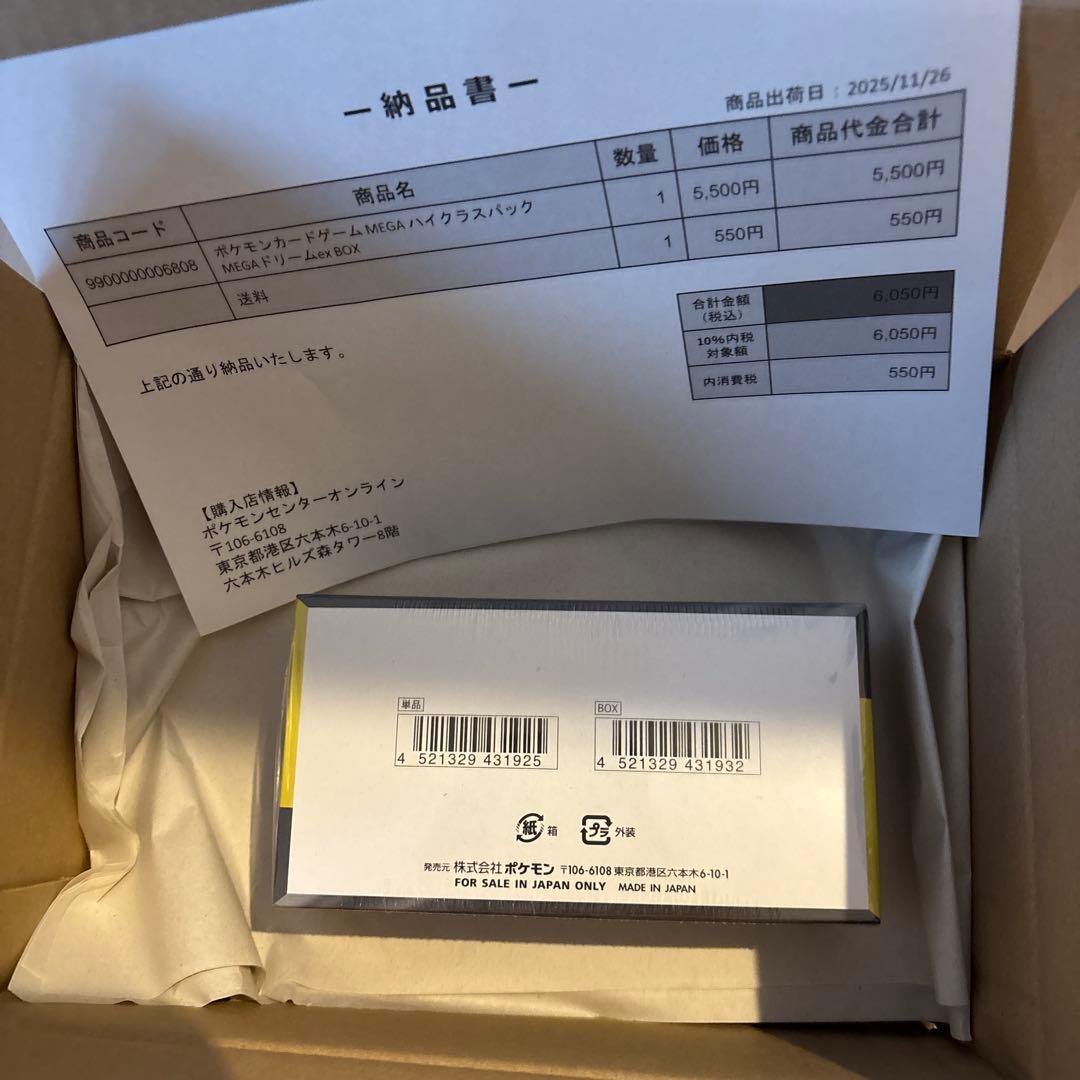 ー納品書ー
商品出荷日：2025/11/26
商品コード 商品名 数量 価格 商品代金合計
9900000006808 ポケモンカードゲーム MEGA ハイクラスパック 1 5,500円 5,500円
MEGAドリームex BOX
送料 1 550円 550円
合計金額 6,050円
（税込）
10%内税 6,050円
対象額
内消費税 550円
上記の通り納品いたします。
【購入店情報】
ポケモンセンターオンライン
〒106-6108
東京都港区六本木6-10-1
六本木ヒルズ森タワー8階
単品 BOX
4 521329 431925 4 521329 431932
紙 箱 プラ 外装
発売元 株式会社ポケモン 〒106-6108 東京都港区六本木6-10-1
FOR SALE IN JAPAN ONLY MADE IN JAPAN